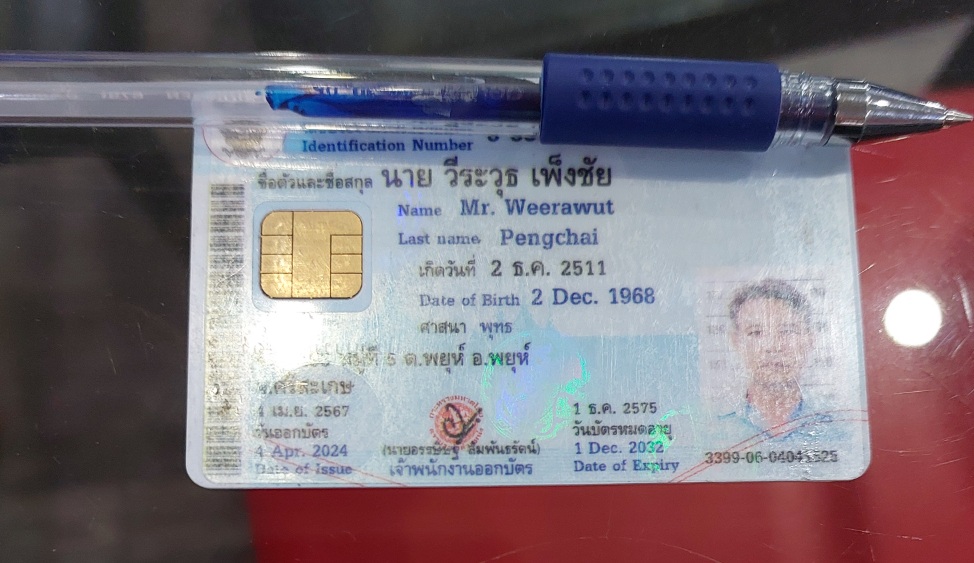 Identification Number
ชื่อตัวและชื่อสกุล นาย วีระวุธ เพ็งชัย
Name Mr. Weerawut
Last name Pengchai
เกิดวันที่ 2 ธ.ค. 2511
Date of Birth 2 Dec. 1968
ศาสนา พุทธ
หมู่ที่ 5 ต.พยุห์ อ.พยุห์
จ.ศรีสะเกษ
4 เม.ย. 2567
วันออกบัตร
4 Apr. 2024
Date of Issue
เจ้าพนักงานออกบัตร
1 ธ.ค. 2575
วันบัตรหมดอายุ
1 Dec. 2032
Date of Expiry